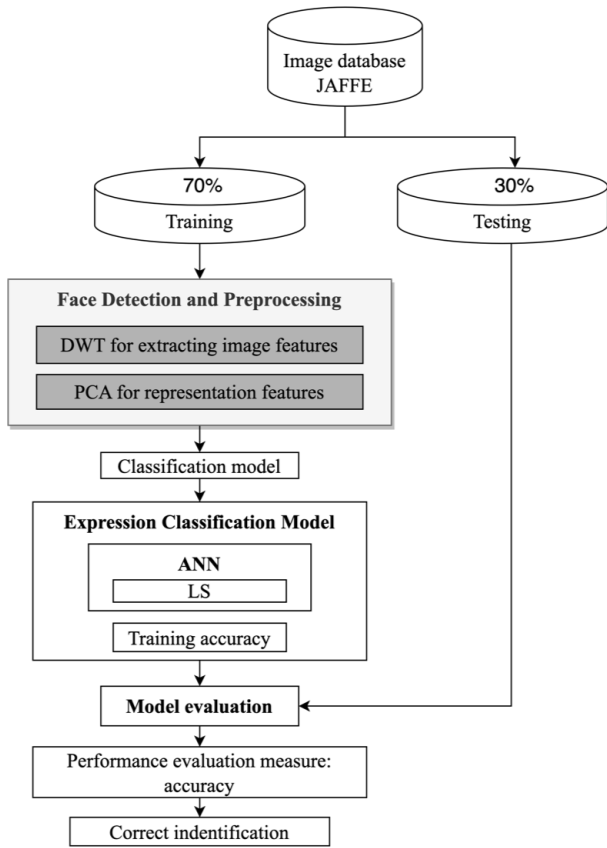 Image database
JAFFE
70%
Training
30%
Testing
Face Detection and Preprocessing
DWT for extracting image features
PCA for representation features
Classification model
Expression Classification Model
ANN
LS
Training accuracy
Model evaluation
Performance evaluation measure:
accuracy
Correct indentification